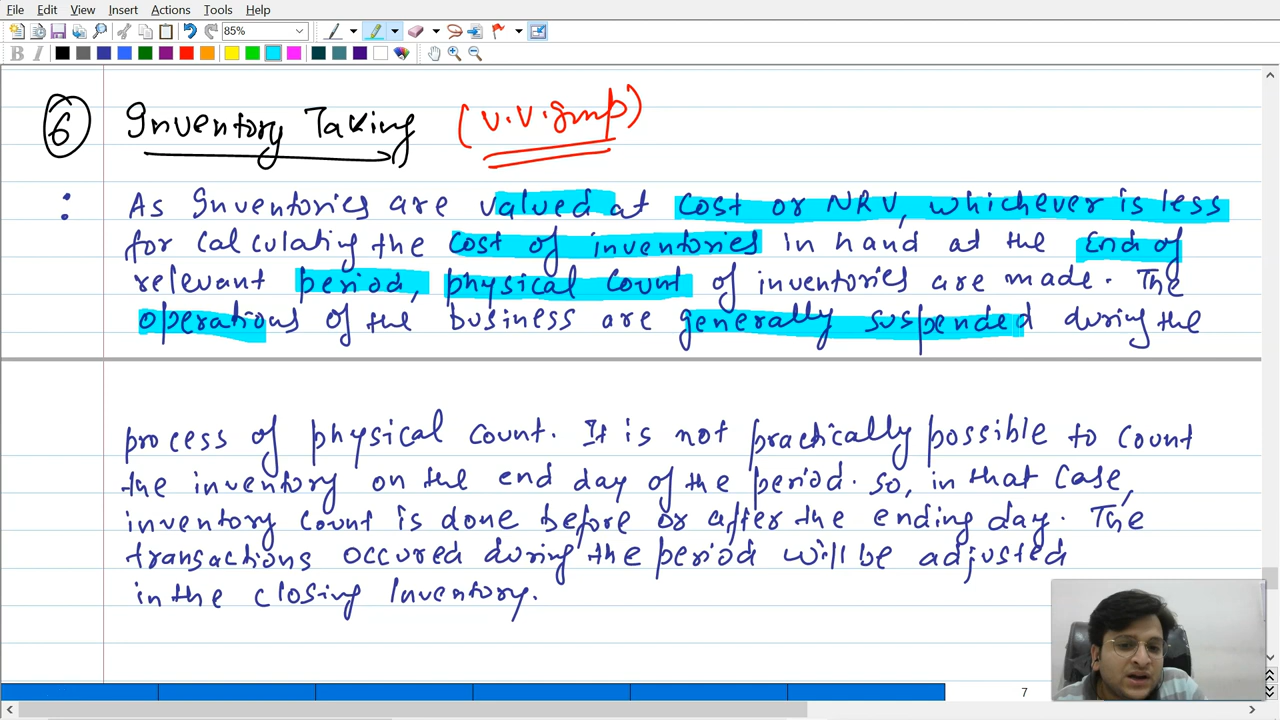 File Edit View Insert Actions Tools Help
85%
B I
6 Inventory Taking (V.V.Imp)
: As Inventories are valued at cost or NRV, whichever is less
for calculating the cost of inventories in hand at the end of
relevant period, physical count of inventories are made. The
operations of the business are generally suspended during the
process of physical count. It is not practically possible to count
the inventory on the end day of the period. So, in that case,
inventory count is done before or after the ending day. The
transactions occured during the period will be adjusted
in the closing Inventory.
7